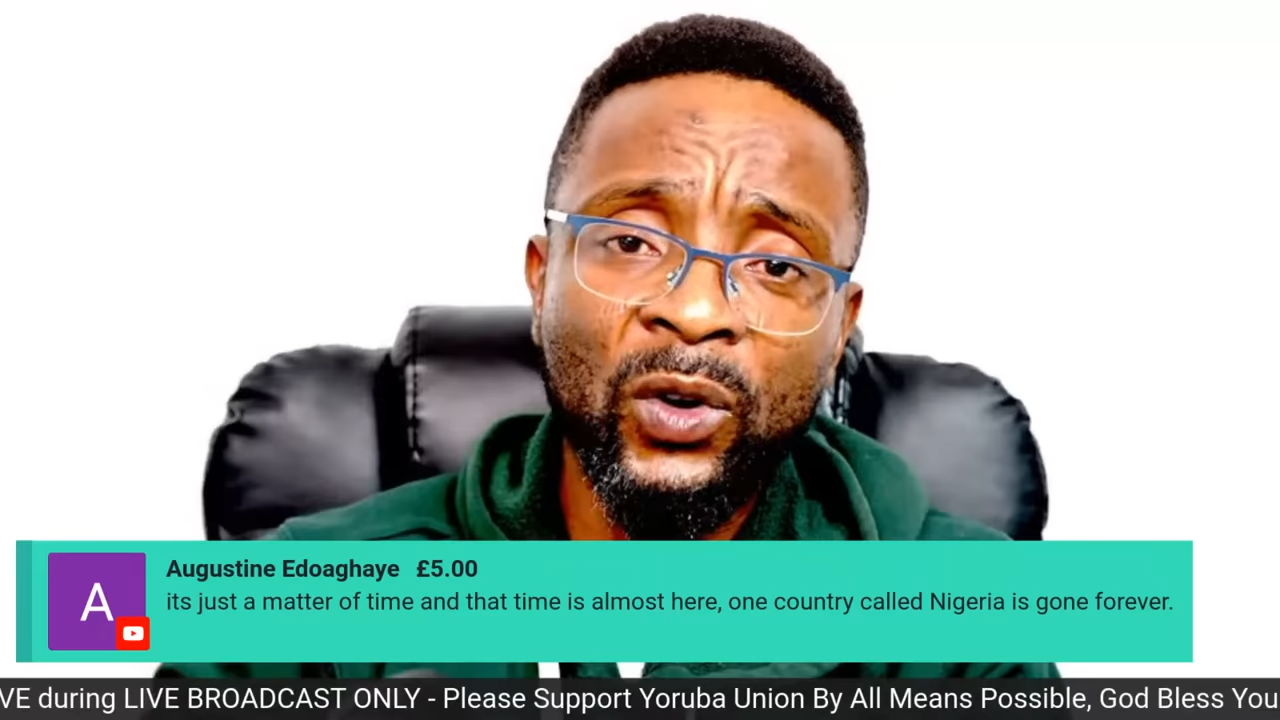 A
Augustine Edoaghaye £5.00
its just a matter of time and that time is almost here, one country called Nigeria is gone forever.
VE during LIVE BROADCAST ONLY - Please Support Yoruba Union By All Means Possible, God Bless You